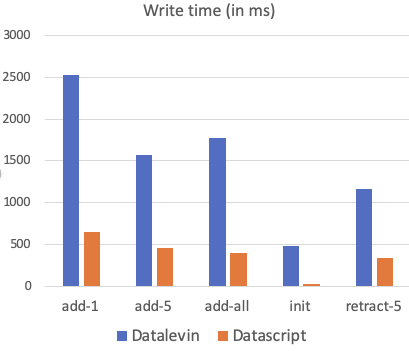 Write time (in ms)
3000
2500
2000
1500
1000
500
0
add-1 add-5 add-all init retract-5
Datalevin Datascript